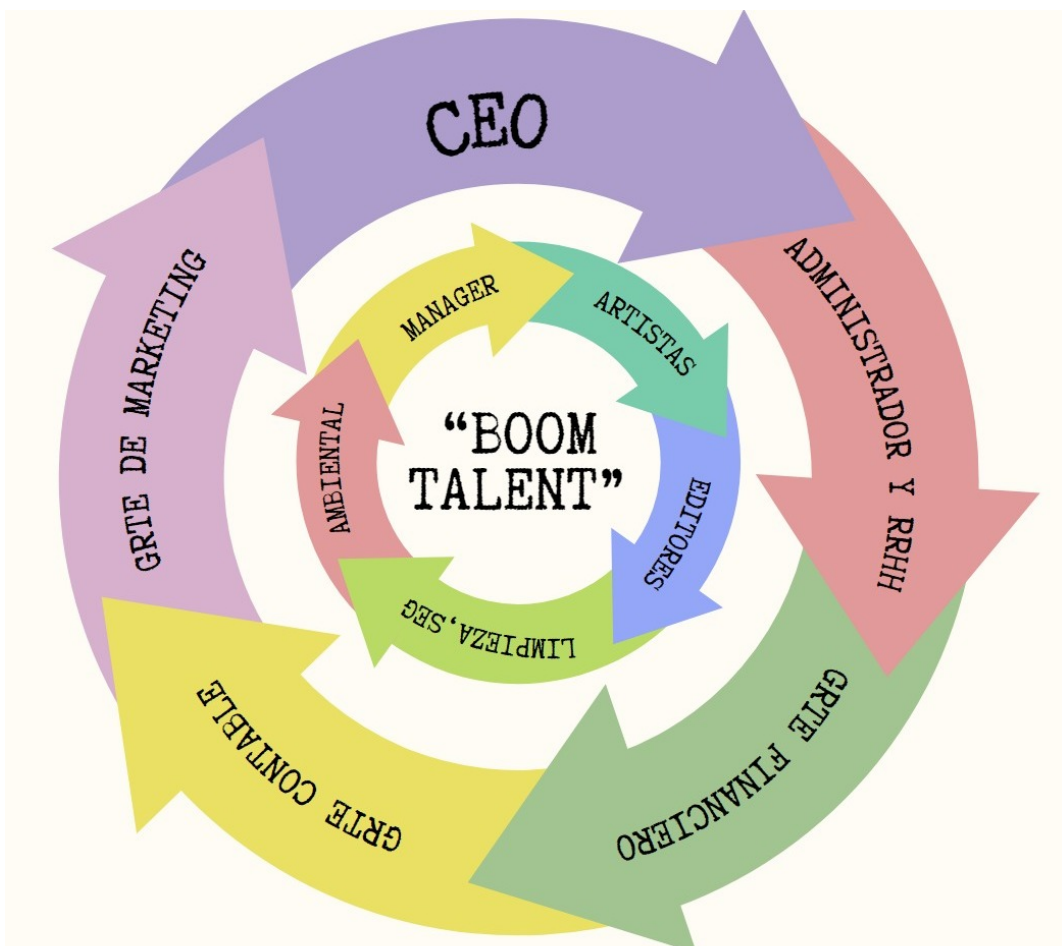 CEO
ADMINISTRADOR Y RRHH
GRTE FINANCIERO
GRTE CONTABLE
GRTE DE MARKETING
MANAGER
ARTISTAS
EDITORES
LIMPIEZA,SEG
AMBIENTAL
“BOOM
TALENT”